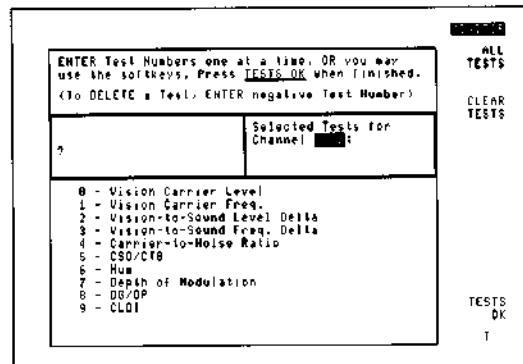 ENTER Test Numbers one at a time, OR you may
use the softkeys. Press TESTS OK when finished.
(To DELETE a Test, ENTER negative Test Number)
?
Selected Tests for
Channel :
0 - Vision Carrier Level
1 - Vision Carrier Freq.
2 - Vision-to-Sound Level Delta
3 - Vision-to-Sound Freq. Delta
4 - Carrier-to-Noise Ratio
5 - CSO/CTB
6 - Hum
7 - Depth of Modulation
8 - DG/DP
9 - CLDI
ALL
TESTS
CLEAR
TESTS
TESTS
OK
T